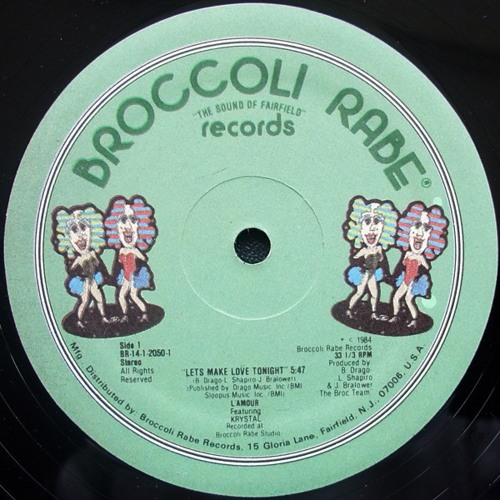 BROCCOLI RABE®
"THE SOUND OF FAIRFIELD"
records
Side 1
BR-14-1-2050-1
Stereo
All Rights
Reserved
"LETS MAKE LOVE TONIGHT" 5:47
(B. Drago-L. Shapiro-J. Bralower)
Published by Drago Music Inc.(BMI)
Sloopus Music Inc. (BMI)
L'AMOUR
Featuring
KRYSTAL
Recorded at
Broccoli Rabe Studio.
* < 1984
Broccoli Rabe Records
33 1/3 RPM
Produced by
B. Drago-
L. Shapiro
& J. Bralower
The Broc Team.
Mfg. Distributed by: Broccoli Rabe Records, 15 Gloria Lane, Fairfield, N.J., 07006, U.S.A.